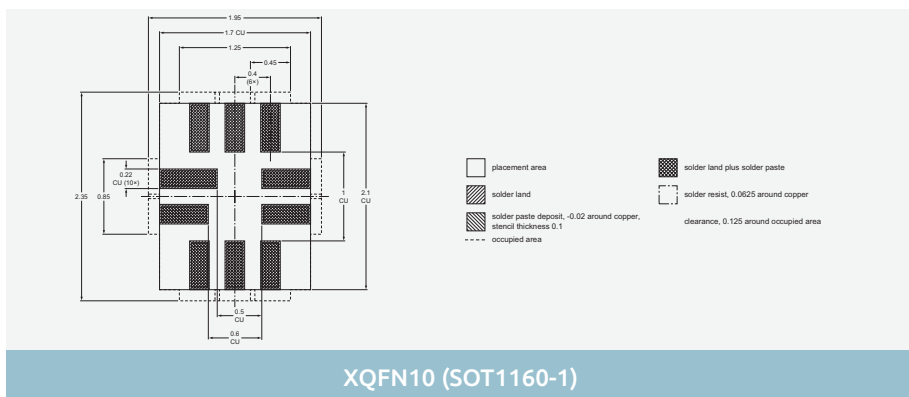 1.95
1.7 CU
1.25
0.45
0.4
(6×)
0.22
CU (10×)
2.35
0.85
1
CU
2.1
CU
0.5
CU
0.6
CU
placement area
solder land plus solder paste
solder land
solder resist, 0.0625 around copper
solder paste deposit, -0.02 around copper,
stencil thickness 0.1
clearance, 0.125 around occupied area
occupied area
XQFN10 (SOT1160-1)